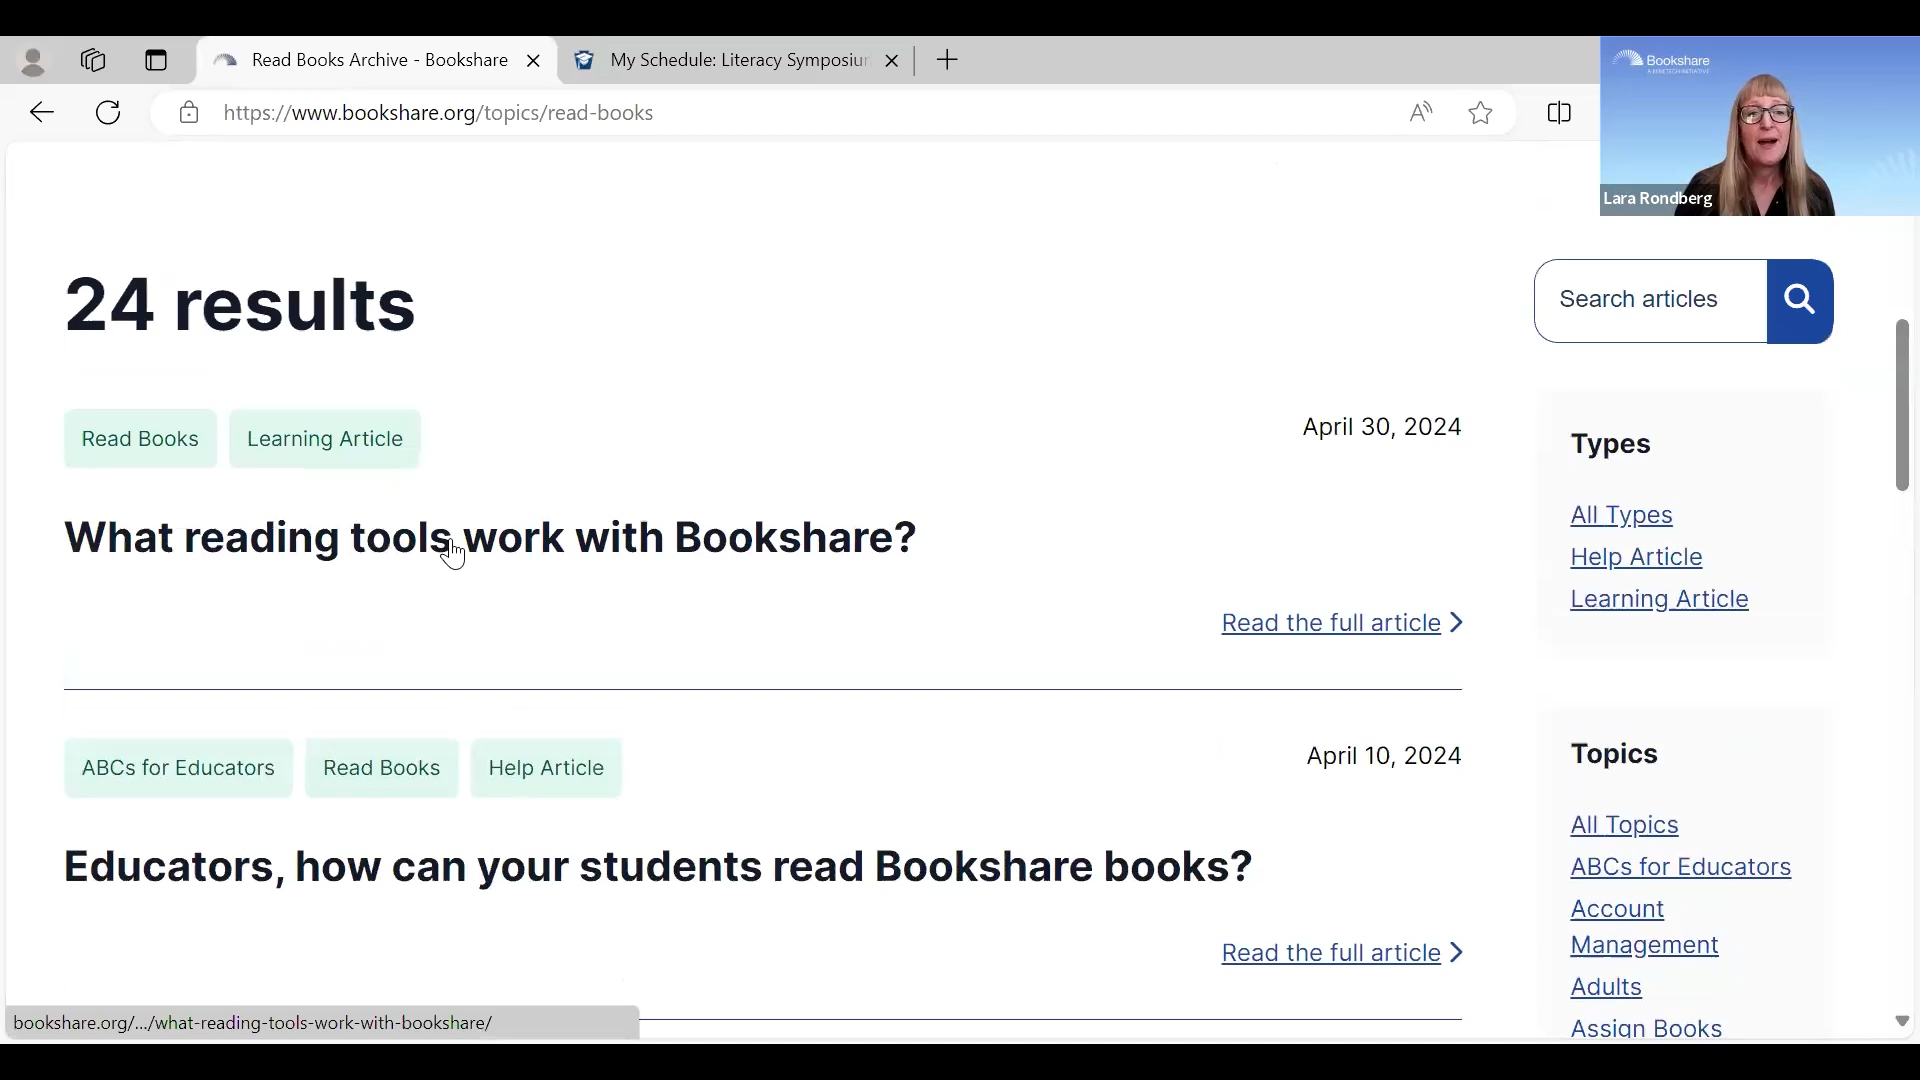 Read Books Archive - Bookshare
My Schedule: Literacy Symposiu
https://www.bookshare.org/topics/read-books
Bookshare
A BENETECH INITIATIVE
Lara Rondberg
24 results
Search articles
Read Books
Learning Article
April 30, 2024
What reading tools work with Bookshare?
Read the full article
ABCs for Educators
Read Books
Help Article
April 10, 2024
Educators, how can your students read Bookshare books?
Read the full article
Types
All Types
Help Article
Learning Article
Topics
All Topics
ABCs for Educators
Account
Management
Adults
Assign Books
bookshare.org/.../what-reading-tools-work-with-bookshare/